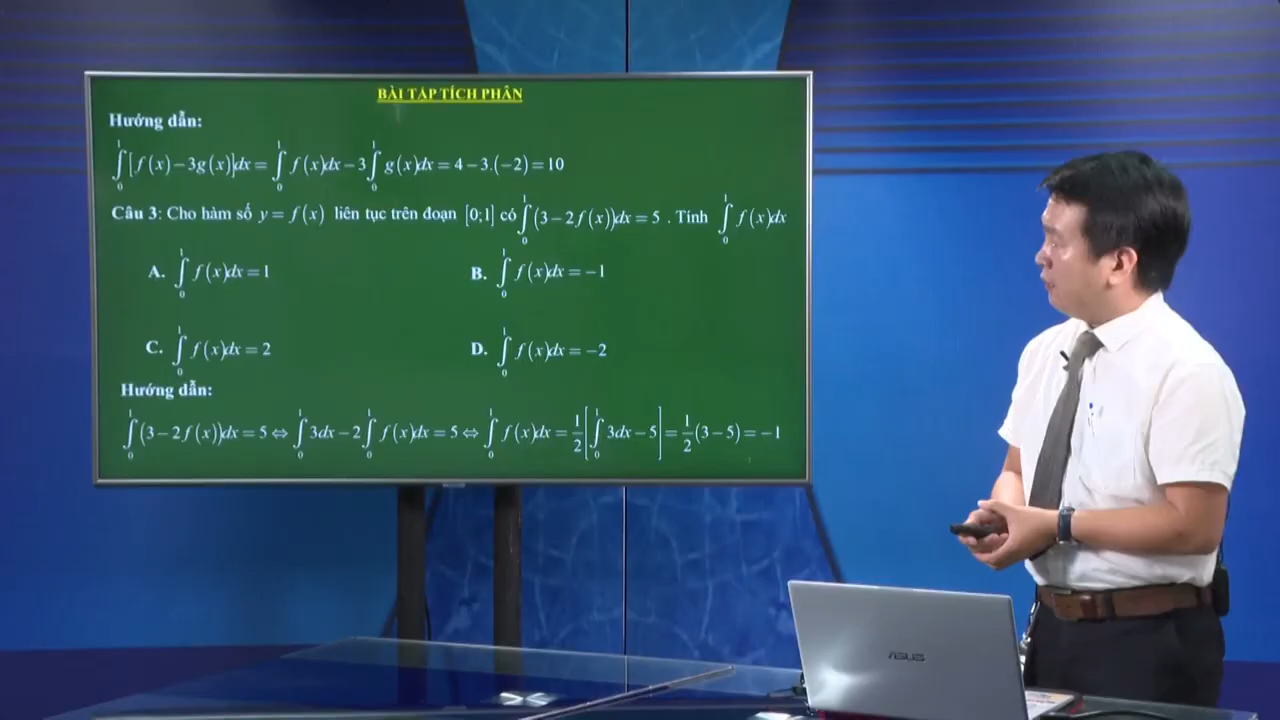 BÀI TẬP TÍCH PHÂN
Hướng dẫn:
∫₀¹[f(x)−3g(x)]dx = ∫₀¹f(x)dx−3∫₀¹g(x)dx = 4−3.(−2) = 10
Câu 3: Cho hàm số y = f(x) liên tục trên đoạn [0;1] có ∫₀¹(3−2f(x))dx = 5 . Tính ∫₀¹f(x)dx
A. ∫₀¹f(x)dx = 1 B. ∫₀¹f(x)dx = −1
C. ∫₀¹f(x)dx = 2 D. ∫₀¹f(x)dx = −2
Hướng dẫn:
∫₀¹(3−2f(x))dx = 5 ⇔ ∫₀¹3dx−2∫₀¹f(x)dx = 5 ⇔ ∫₀¹f(x)dx = 1/2[∫₀¹3dx−5] = 1/2(3−5) = −1
ASUS